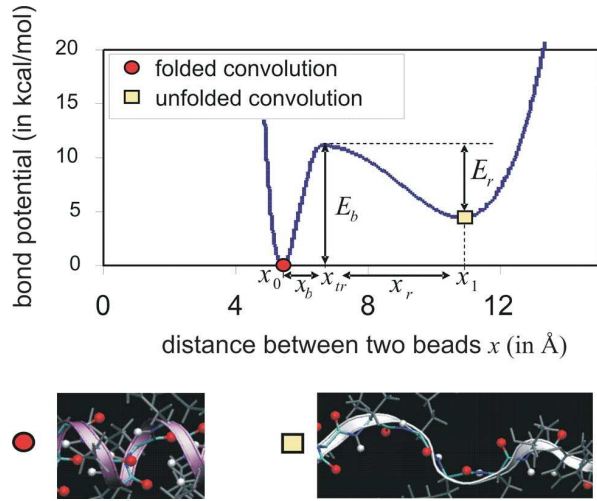 20
15
10
5
0
bond potential (in kcal/mol)
folded convolution
unfolded convolution
E_b
E_r
x_0
x_b
x_tr
x_r
x_1
0
4
8
12
distance between two beads x (in Å)